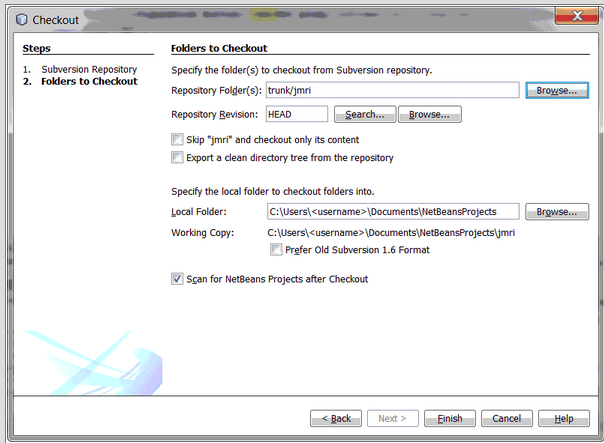 Checkout
Steps
1. Subversion Repository
2. Folders to Checkout
Folders to Checkout
Specify the folder(s) to checkout from Subversion repository.
Repository Folder(s): trunk/jmri Browse...
Repository Revision: HEAD Search... Browse...
Skip "jmri" and checkout only its content
Export a clean directory tree from the repository
Specify the local folder to checkout folders into.
Local Folder: C:\Users\<username>\Documents\NetBeansProjects Browse...
Working Copy: C:\Users\<username>\Documents\NetBeansProjects\jmri
Prefer Old Subversion 1.6 Format
Scan for NetBeans Projects after Checkout
< Back Next > Finish Cancel Help